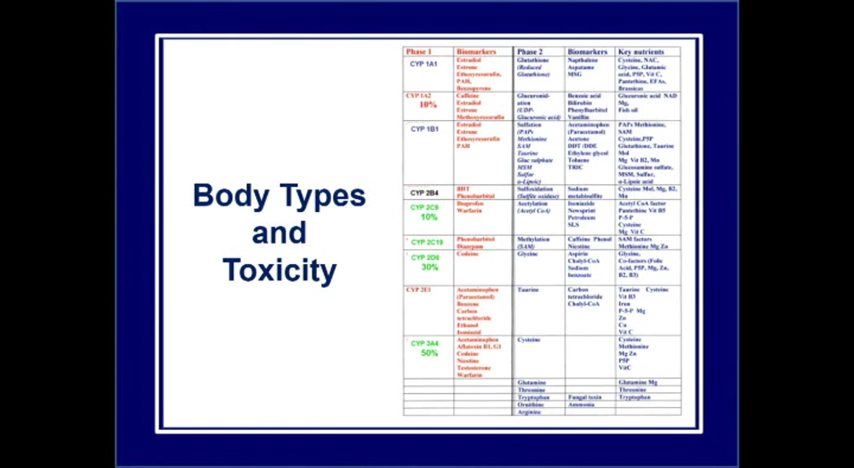 Body Types
and
Toxicity
Phase 1 Biomarkers Phase 2 Biomarkers Key nutrients
CYP 1A1 Estradiol Glutathione Napthalene Cysteine, NAC,
Estrone (Reduced Aspatame Glycine, Glutamic
Ethoxyresorufin, Glutathione) MSG acid, P5P, Vit C,
PAH, Pantethine, EFAs,
Benzopyrene Brassicas
CYP 1A2 Caffeine Glucuronid- Benzoic acid Glucuronic acid NAD
10% Estradiol ation Bilirubin Mg,
Estrone (UDP- Phenylbarbitol Fish oil
Methoxyresorufin Glucuronic acid) Vanillin
CYP 1B1 Estradiol Sulfation Acetaminophen PAPs Methionine,
Estrone (PAPs (Paracetamol) SAM
Ethoxyresorufin Methionine Acetone Cysteine,P5P
PAH SAM DDT /DDE Glutathione, Taurine
Taurine Ethylene glycol Mol
Gluc sulphate Toluene Mg Vit B2, Mn
MSM TRIC Glucosamine sulfate,
Sulfur MSM, Sulfur,
α-Lipoic) α-Lipoic acid
CYP 2B4 BHT Sulfoxidation Sodium Cysteine Mol, Mg, B2,
Phenobarbital (Sulfite oxidase) metabisulfite Mn
CYP 2C9 Ibuprofen Acetylation Isoniazide Acetyl CoA factor
10% Warfarin (Acetyl Co-A) Newsprint Pantethine Vit B5
Petroleum P-5-P
SLS Cysteine
Mg Vit C
CYP 2C19 Phenobarbitol Methylation Caffeine Phenol SAM factors
Diazepam (SAM) Nicotine Methionine Mg Zn
CYP 2D6 Codeine Glycine Aspirin Glycine,
30% Cholyl-CoA Co-factors (Folic
Sodium Acid, P5P, Mg, Zn,
benzoate B2, B3)
CYP 2E1 Acetaminophen Taurine Carbon Taurine Cysteine
(Paracetamol) tetrachloride Vit B3
Benzene Cholyl-CoA Iron
Carbon P-5-P Mg
tetrachloride Zn
Ethanol Cu
Isoniazid Vit C
CYP 3A4 Acetaminophen Cysteine Cysteine
50% Aflatoxin B1, G1 Methionine
Codeine Mg Zn
Nicotine P5P
Testosterone VitC
Warfarin
Glutamine Glutamine Mg
Threonine Threonine
Tryptophan Fungal toxin Tryptophan
Ornithine Ammonia
Arginine